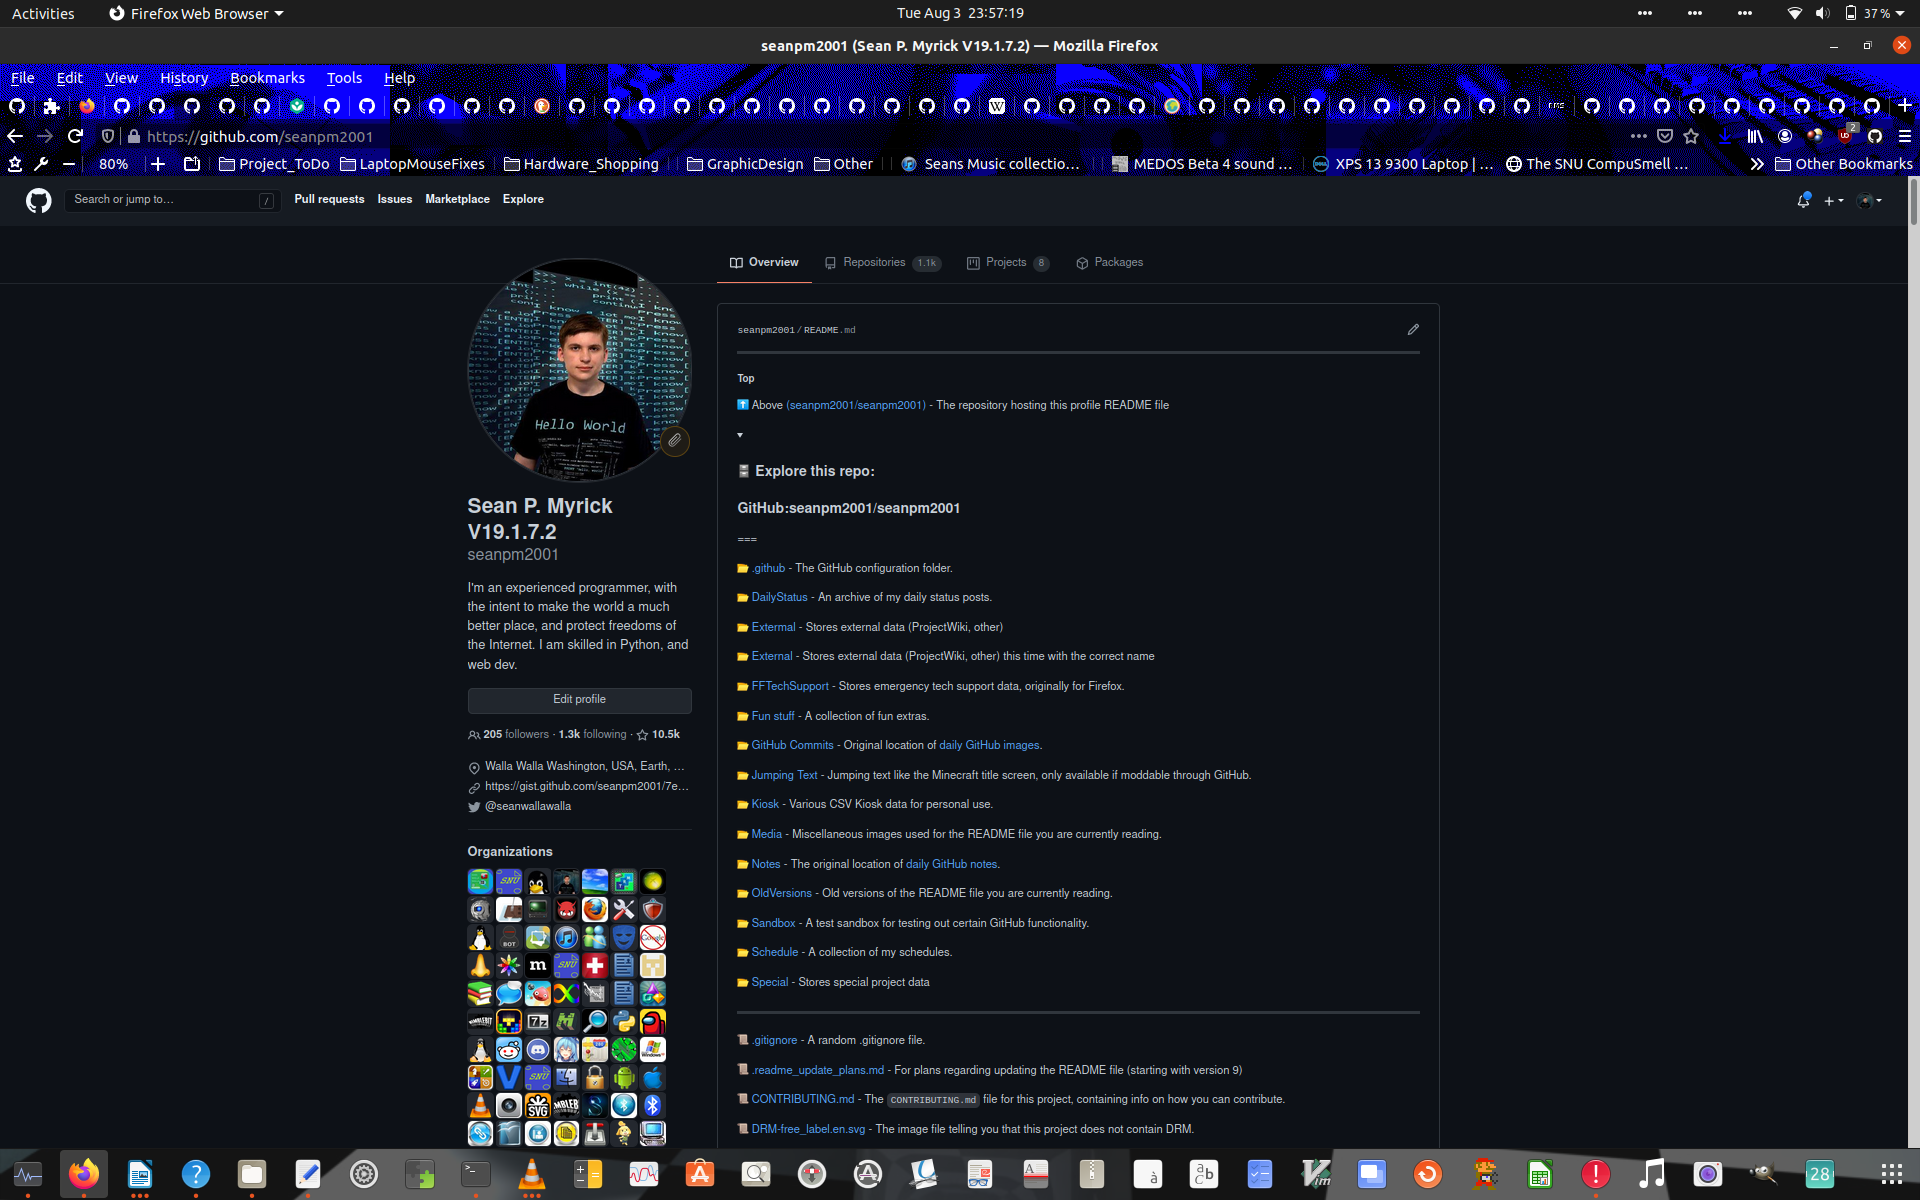 Activities
Firefox Web Browser
Tue Aug 3 23:57:19
37 %
seanpm2001 (Sean P. Myrick V19.1.7.2) — Mozilla Firefox
File Edit View History Bookmarks Tools Help
https://github.com/seanpm2001
2
80%
Project_ToDo
LaptopMouseFixes
Hardware_Shopping
GraphicDesign
Other
Seans Music collectio…
MEDOS Beta 4 sound …
XPS 13 9300 Laptop | …
The SNU CompuSmell …
Other Bookmarks
Search or jump to…
/
Pull requests
Issues
Marketplace
Explore
Overview
Repositories 1.1k
Projects 8
Packages
Hello World
Sean P. Myrick
V19.1.7.2
seanpm2001
I'm an experienced programmer, with
the intent to make the world a much
better place, and protect freedoms of
the Internet. I am skilled in Python, and
web dev.
Edit profile
205 followers · 1.3k following · 10.5k
Walla Walla Washington, USA, Earth, …
https://gist.github.com/seanpm2001/7e…
@seanwallawalla
Organizations
seanpm2001 / README.md
Top
Above (seanpm2001/seanpm2001) - The repository hosting this profile README file
Explore this repo:
GitHub:seanpm2001/seanpm2001
===
.github - The GitHub configuration folder.
DailyStatus - An archive of my daily status posts.
Extermal - Stores external data (ProjectWiki, other)
External - Stores external data (ProjectWiki, other) this time with the correct name
FFTechSupport - Stores emergency tech support data, originally for Firefox.
Fun stuff - A collection of fun extras.
GitHub Commits - Original location of daily GitHub images.
Jumping Text - Jumping text like the Minecraft title screen, only available if moddable through GitHub.
Kiosk - Various CSV Kiosk data for personal use.
Media - Miscellaneous images used for the README file you are currently reading.
Notes - The original location of daily GitHub notes.
OldVersions - Old versions of the README file you are currently reading.
Sandbox - A test sandbox for testing out certain GitHub functionality.
Schedule - A collection of my schedules.
Special - Stores special project data
.gitignore - A random .gitignore file.
.readme_update_plans.md - For plans regarding updating the README file (starting with version 9)
CONTRIBUTING.md - The CONTRIBUTING.md file for this project, containing info on how you can contribute.
DRM-free_label.en.svg - The image file telling you that this project does not contain DRM.
28